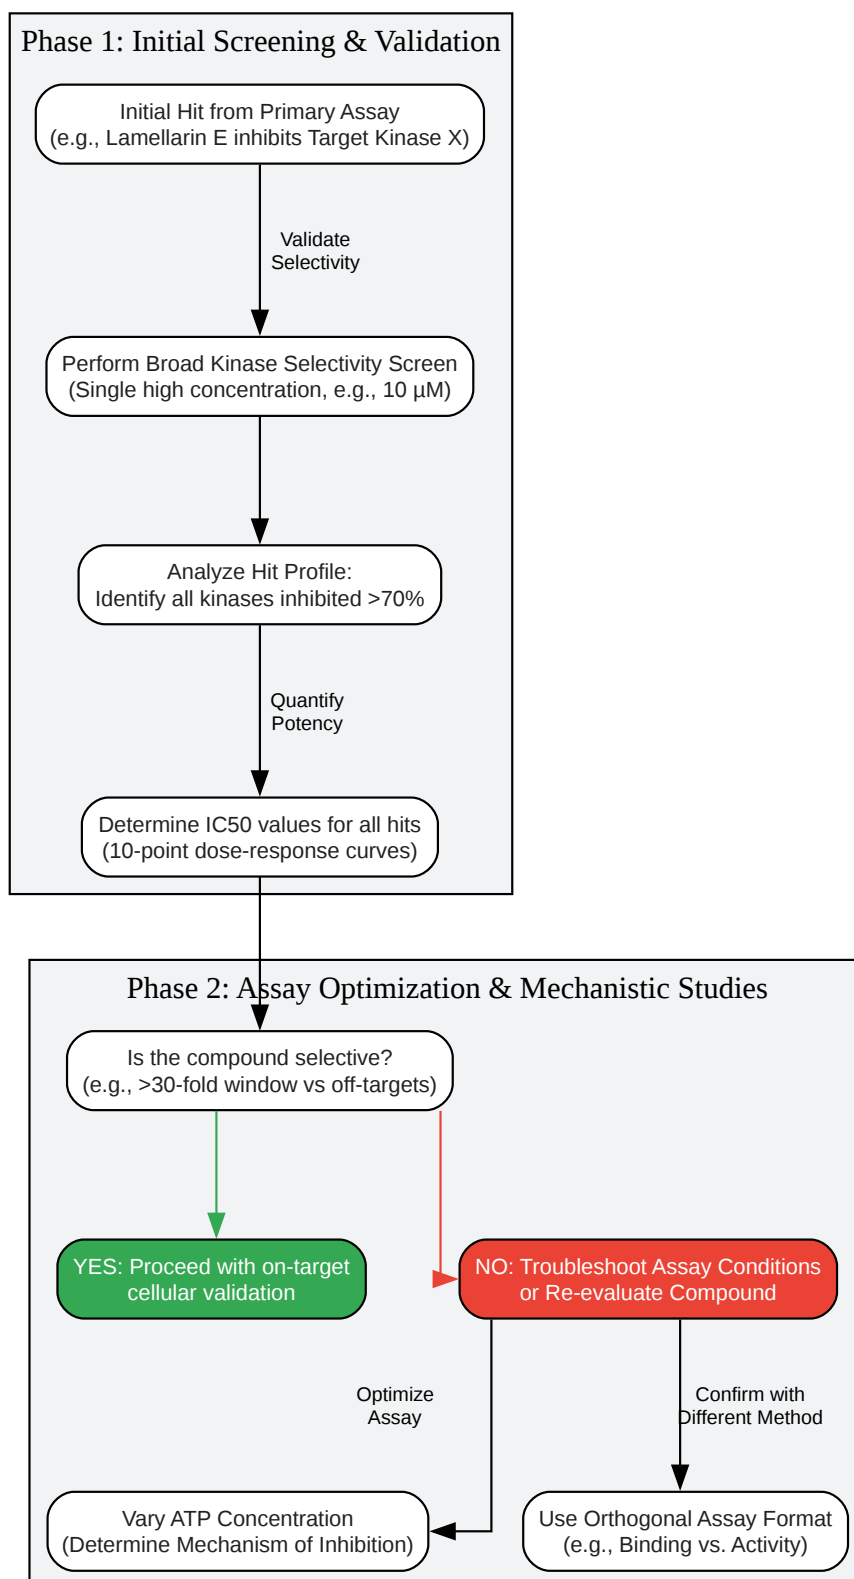 Phase 1: Initial Screening & Validation
Initial Hit from Primary Assay
(e.g., Lamellarin E inhibits Target Kinase X)
Validate
Selectivity
Perform Broad Kinase Selectivity Screen
(Single high concentration, e.g., 10 µM)
Analyze Hit Profile:
Identify all kinases inhibited >70%
Quantify
Potency
Determine IC50 values for all hits
(10-point dose-response curves)
Phase 2: Assay Optimization & Mechanistic Studies
Is the compound selective?
(e.g., >30-fold window vs off-targets)
YES: Proceed with on-target
cellular validation
NO: Troubleshoot Assay Conditions
or Re-evaluate Compound
Optimize
Assay
Confirm with
Different Method
Vary ATP Concentration
(Determine Mechanism of Inhibition)
Use Orthogonal Assay Format
(e.g., Binding vs. Activity)